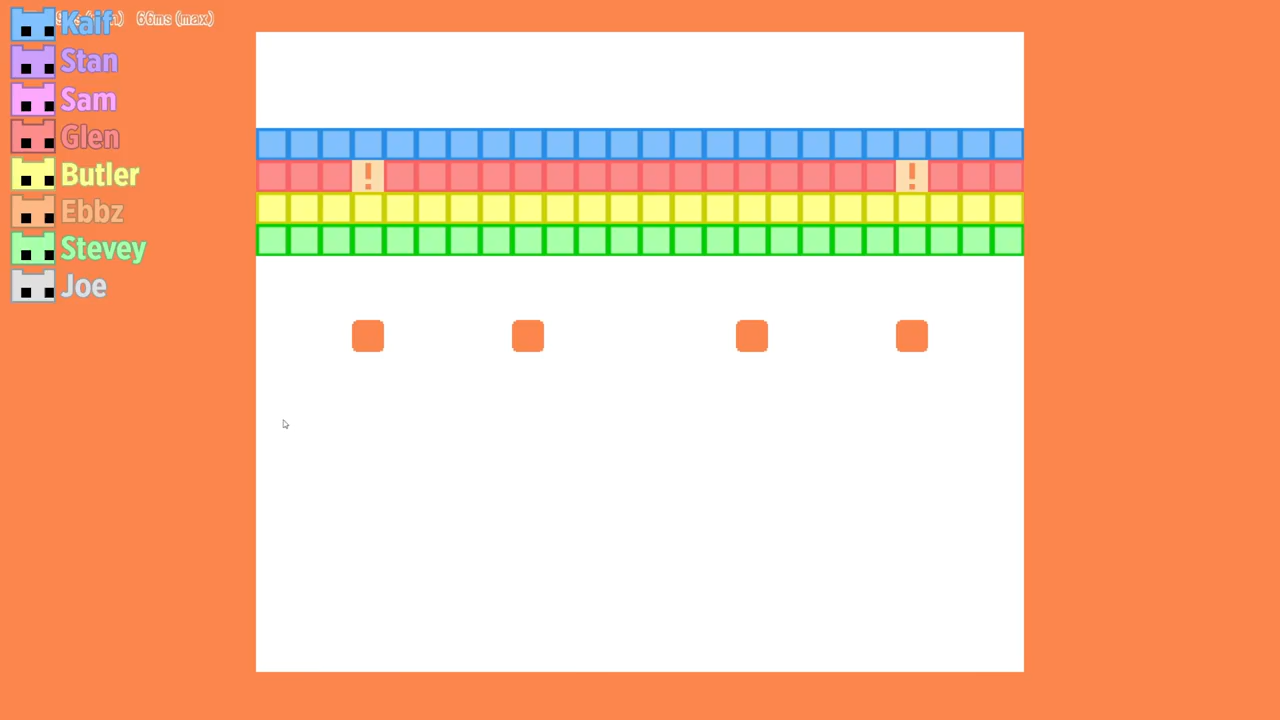 66ms (max)
Kaif
Stan
Sam
Glen
! !
Butler
Ebbz
Stevey
Joe